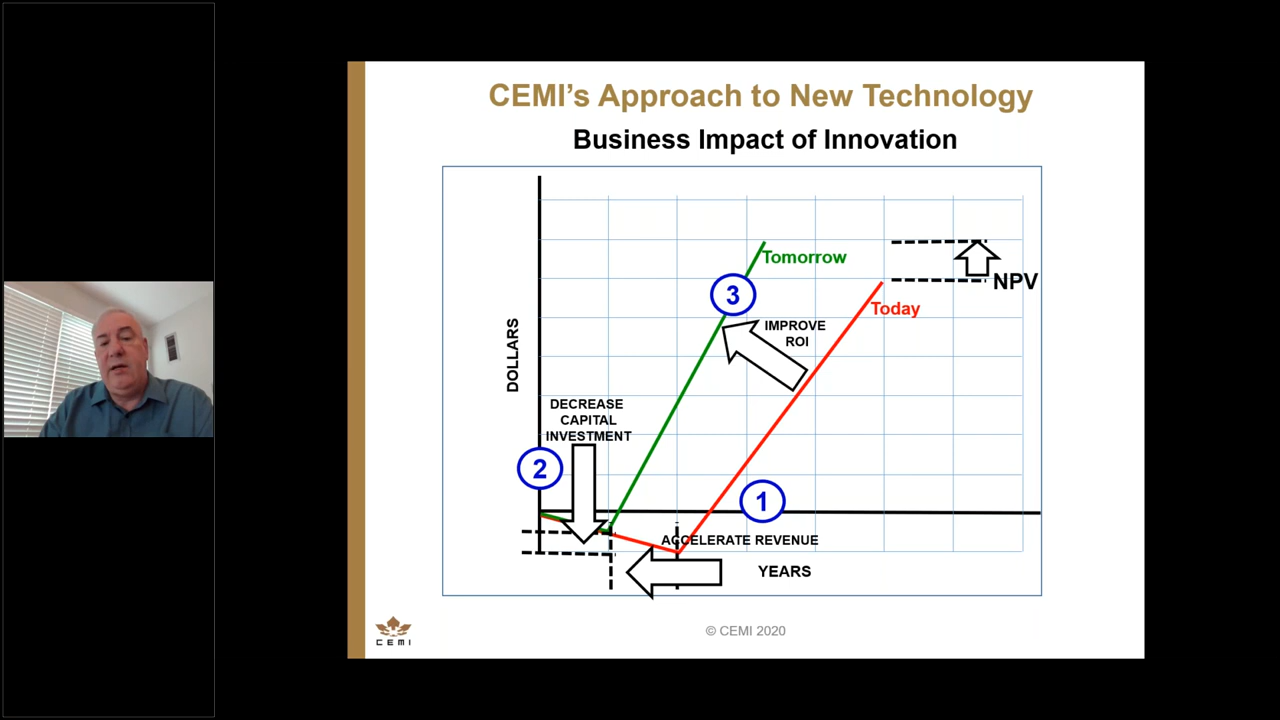 CEMI’s Approach to New Technology
Business Impact of Innovation
Tomorrow
NPV
3
Today
IMPROVE
ROI
DOLLARS
DECREASE
CAPITAL
INVESTMENT
2
1
ACCELERATE REVENUE
YEARS
CEMI
© CEMI 2020